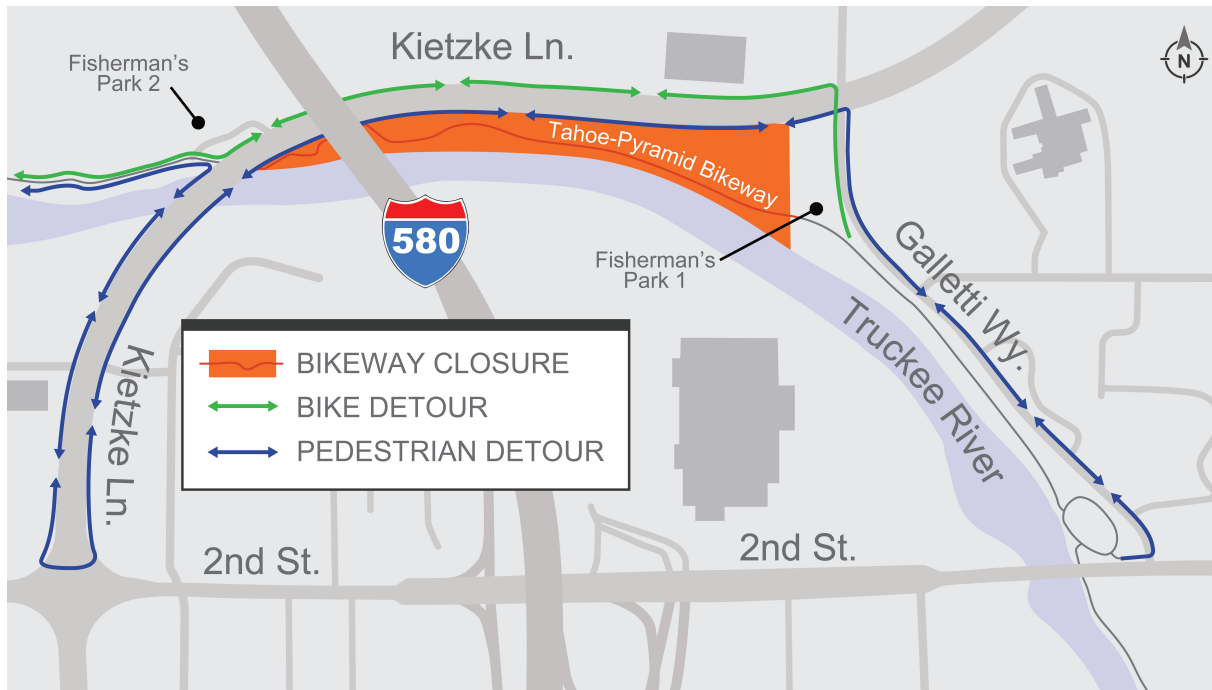 Kietzke Ln.
Fisherman's
Park 2
N
Tahoe-Pyramid Bikeway
580
Fisherman's
Park 1
Galletti Wy.
Truckee River
Kietzke Ln.
BIKEWAY CLOSURE
BIKE DETOUR
PEDESTRIAN DETOUR
2nd St.
2nd St.